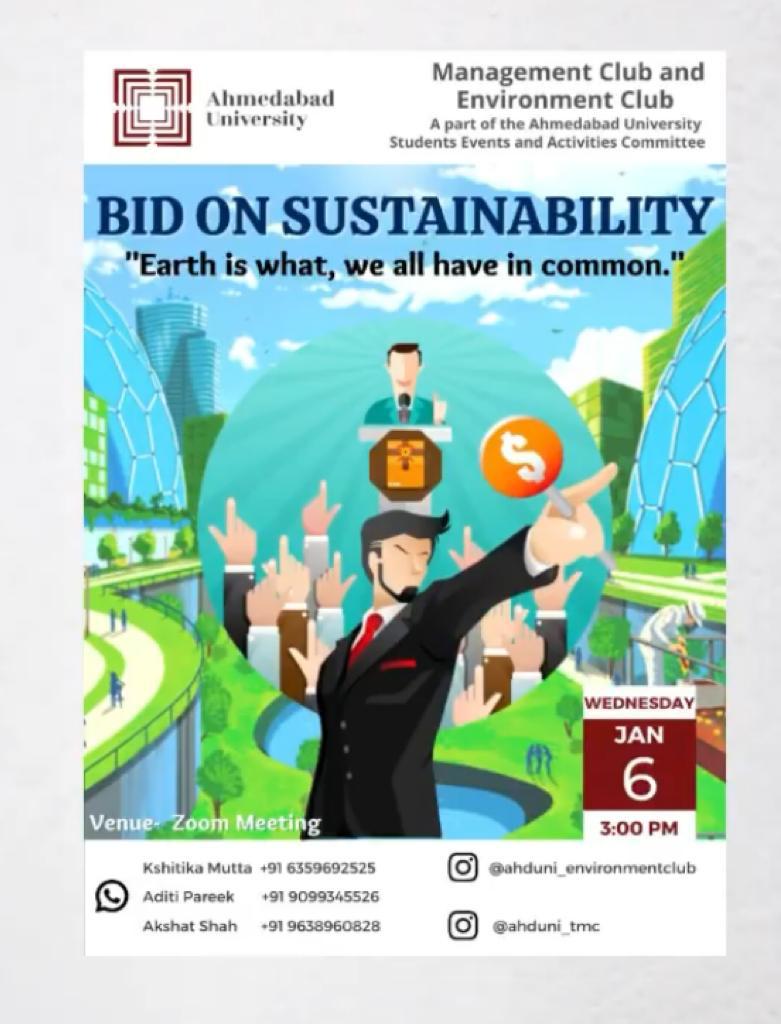 Ahmedabad
University
Management Club and
Environment Club
A part of the Ahmedabad University
Students Events and Activities Committee
BID ON SUSTAINABILITY
"Earth is what, we all have in common."
$
WEDNESDAY
JAN
6
3:00 PM
Venue- Zoom Meeting
Kshitika Mutta +91 6359692525
Aditi Pareek +91 9099345526
Akshat Shah +91 9638960828
@ahduni_environmentclub
@ahduni_tmc